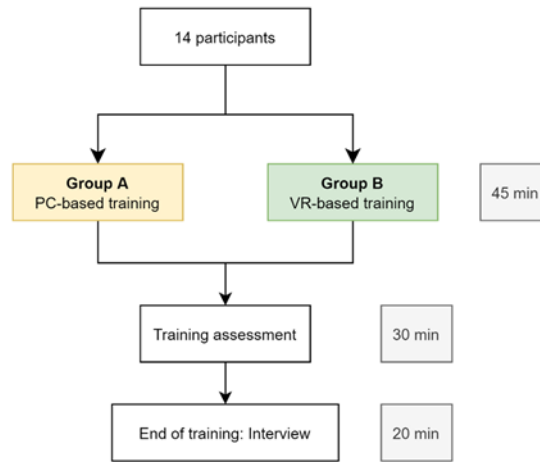 14 participants
Group A
PC-based training
Group B
VR-based training
45 min
Training assessment
30 min
End of training: Interview
20 min